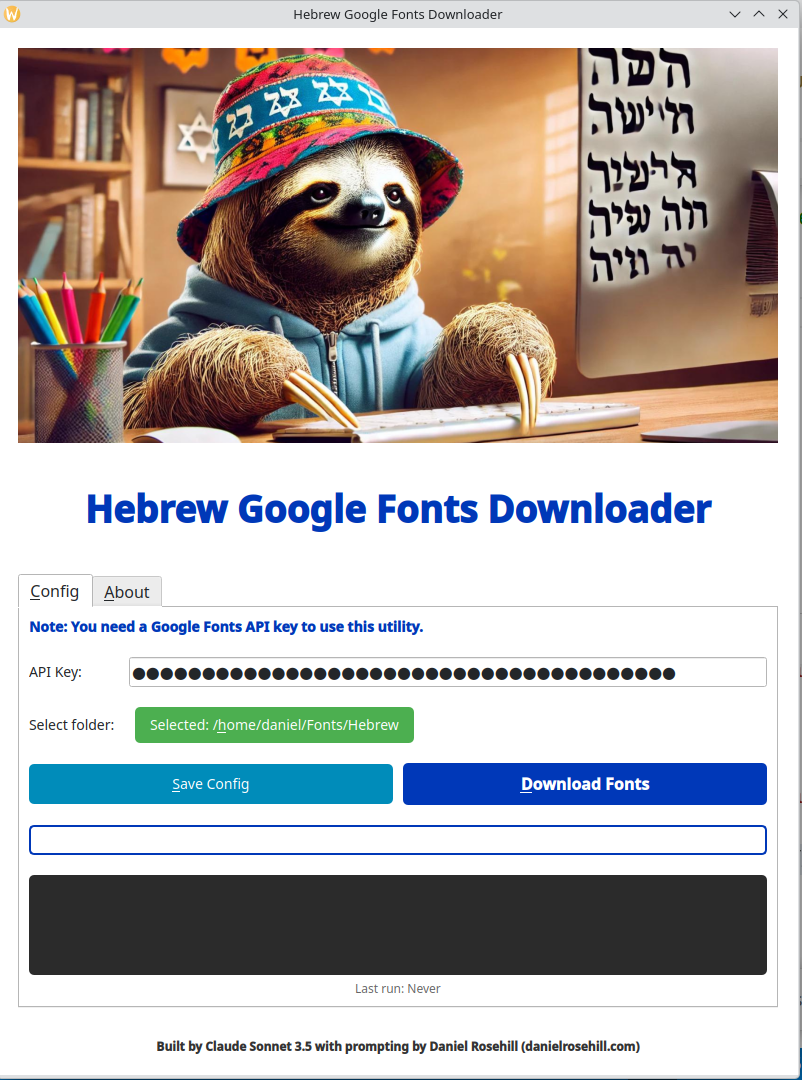 Hebrew Google Fonts Downloader
Hebrew Google Fonts Downloader
Config
About
Note: You need a Google Fonts API key to use this utility.
API Key:
●●●●●●●●●●●●●●●●●●●●●●●●●●●●●●●●●●●●●●●
Select folder:
Selected: /home/daniel/Fonts/Hebrew
Save Config
Download Fonts
Last run: Never
Built by Claude Sonnet 3.5 with prompting by Daniel Rosehill (danielrosehill.com)